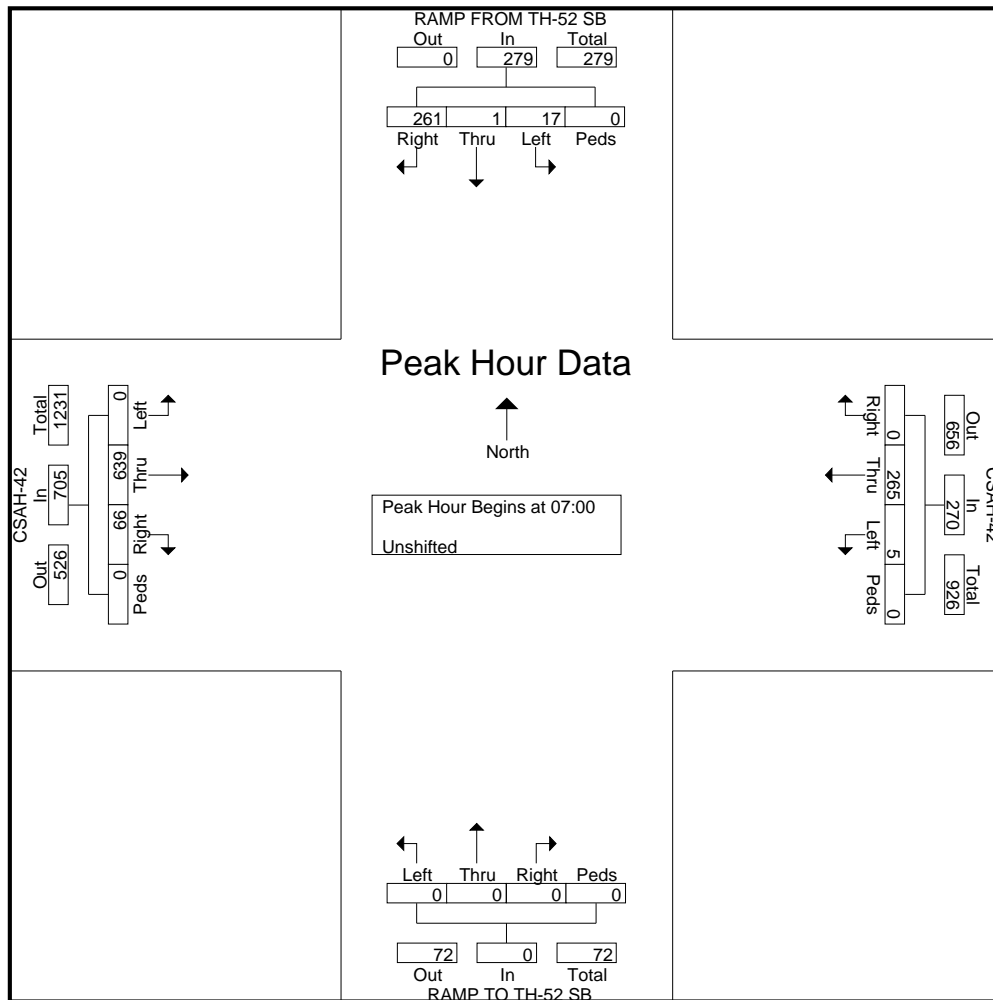 RAMP FROM TH-52 SB
Out In Total
0 279 279
261 1 17 0
Right Thru Left Peds
Peak Hour Data
North
Peak Hour Begins at 07:00
Unshifted
CSAH-42
Total In Out
1231 705 526
0 639 66 0
Left Thru Right Peds
Right Thru Left Peds
0 265 5 0
656 270 926
Out In Total
CSAH-42
Left Thru Right Peds
0 0 0 0
72 0 72
Out In Total
RAMP TO TH-52 SB